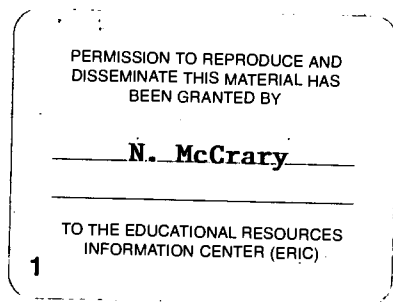 PERMISSION TO REPRODUCE AND
DISSEMINATE THIS MATERIAL HAS
BEEN GRANTED BY
N. McCrary
TO THE EDUCATIONAL RESOURCES
INFORMATION CENTER (ERIC)
1